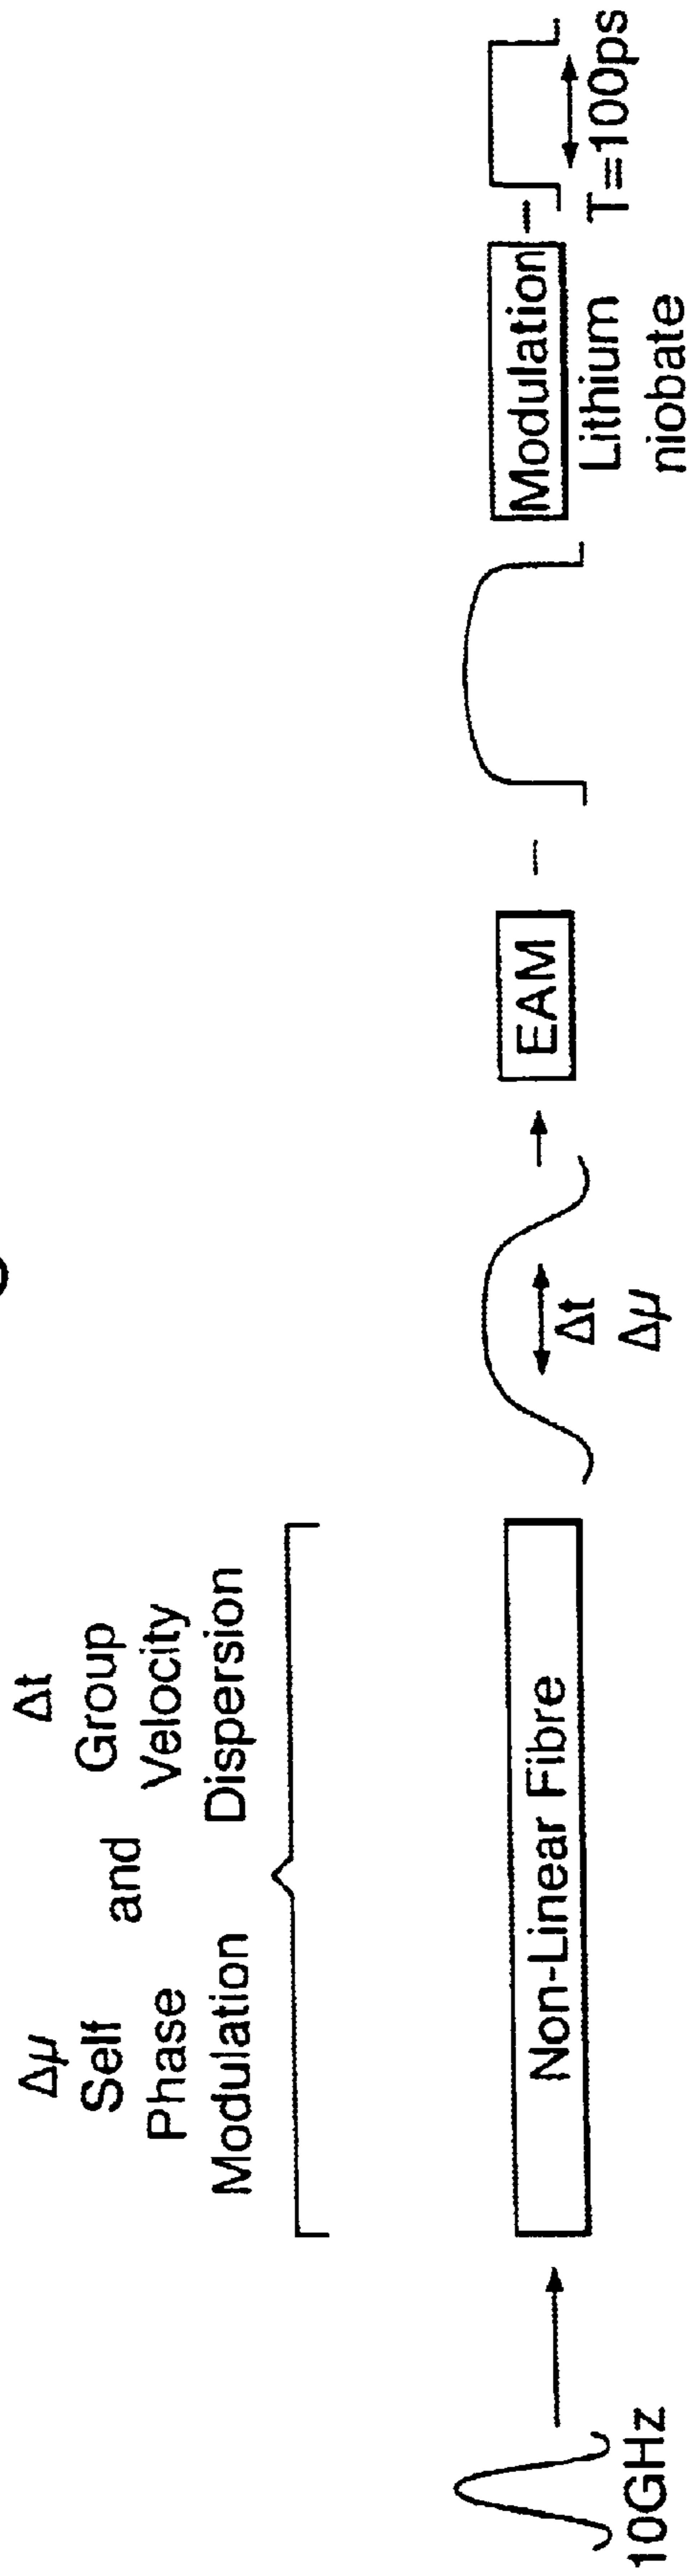 Δμ
Self
Phase
Modulation
and
Δt
Group
Velocity
Dispersion
10GHz
Non-Linear Fibre
Δt
Δμ
EAM
Modulation
Lithium
niobate
T=100ps